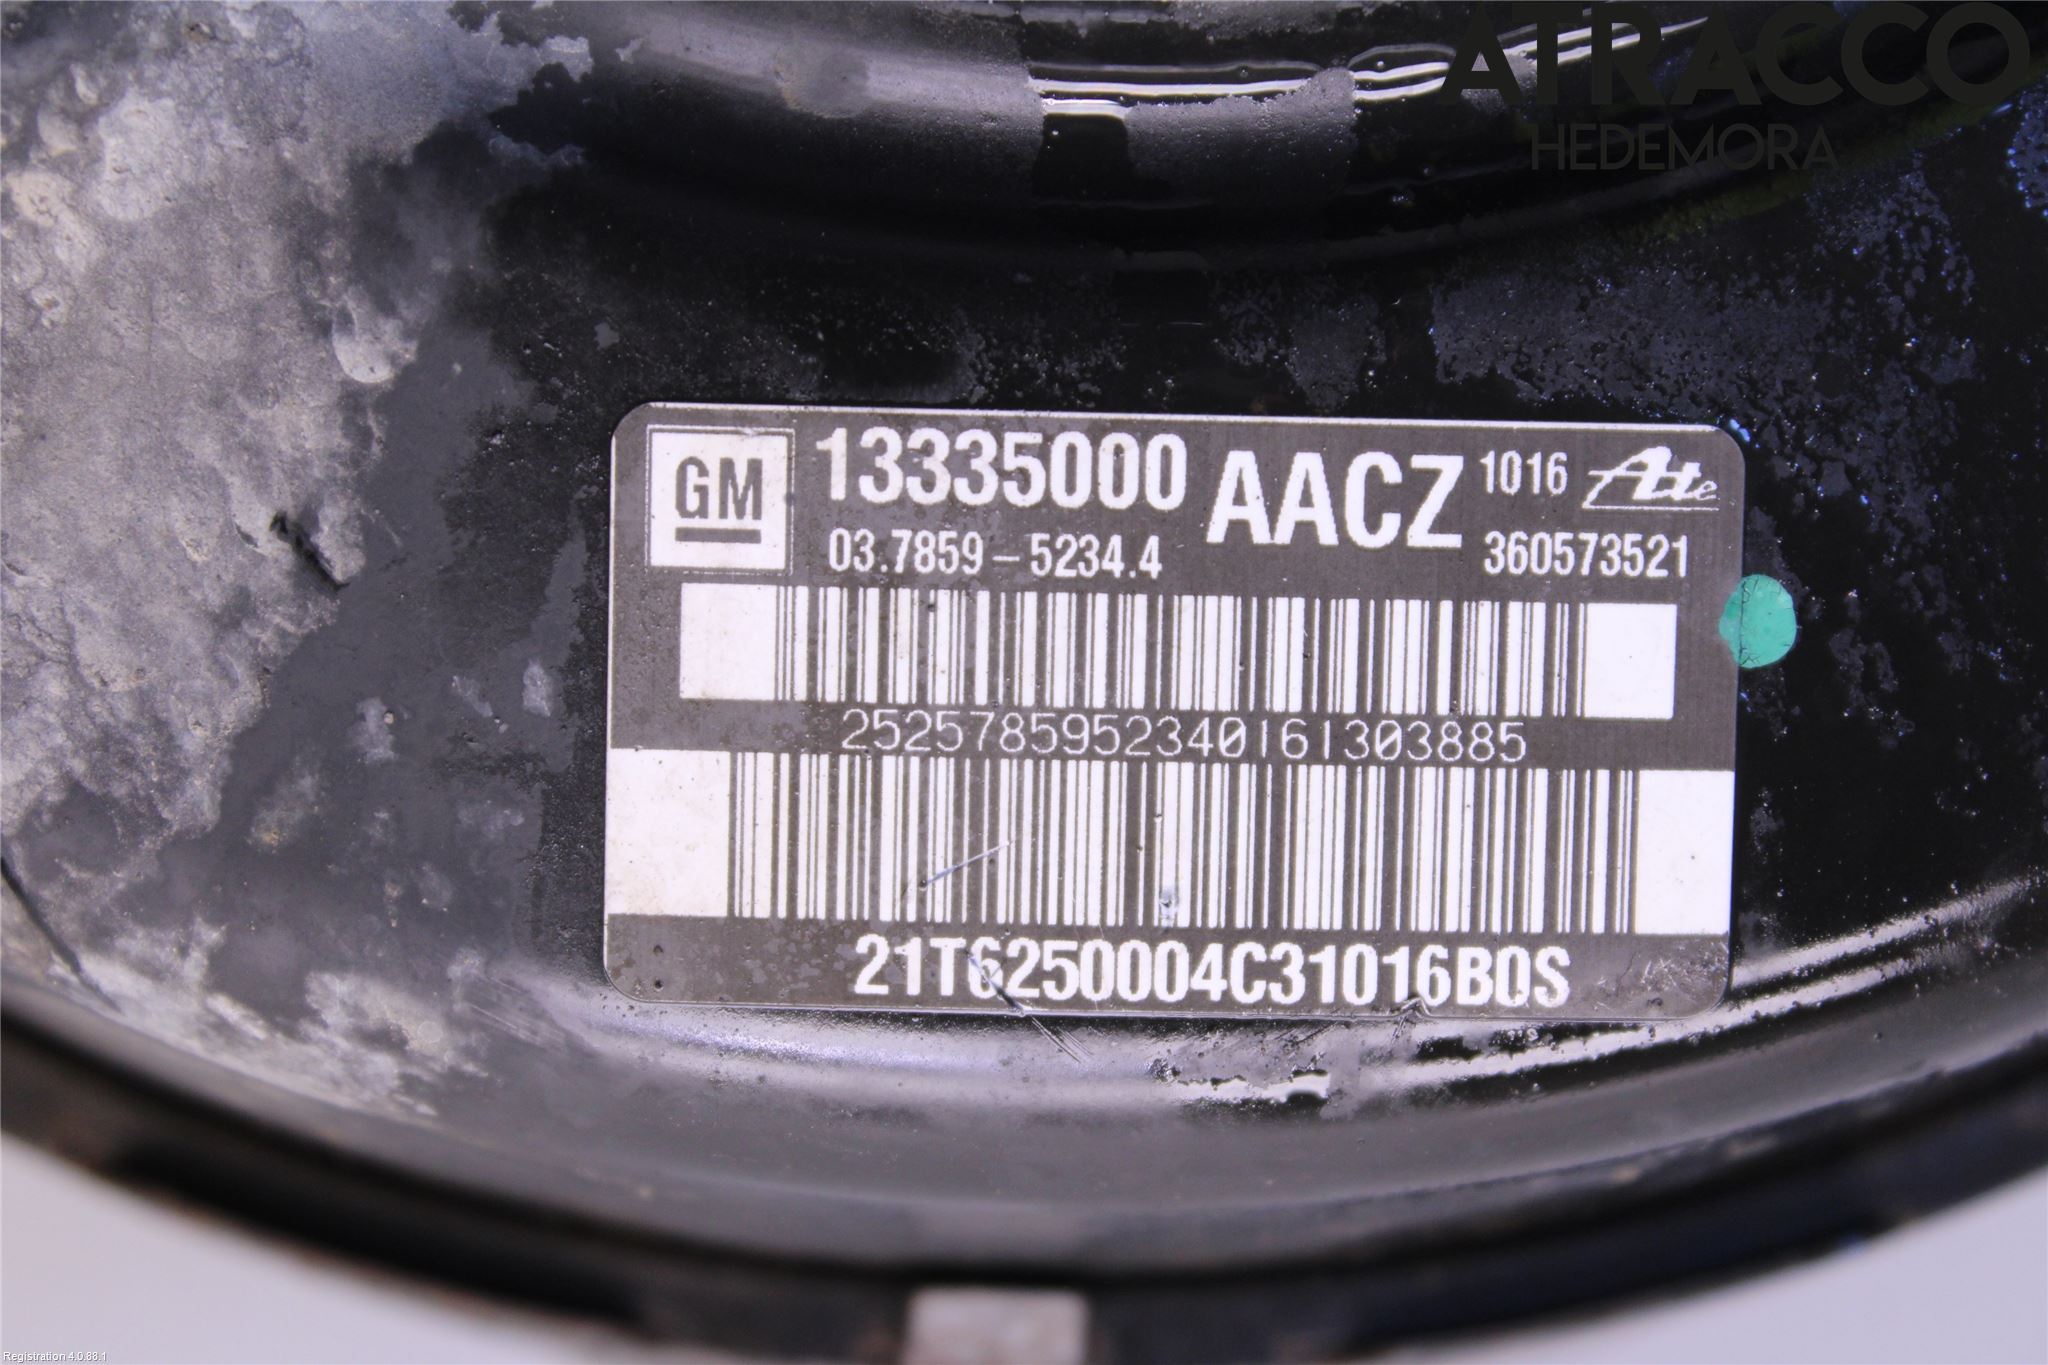 ATRACCO
HEDEMORA
GM 13335000 AACZ 1016 Ate
03.7859-5234.4 360573521
2525785952340161303885
21T6250004C31016B0S
Registration 4.0.88.1